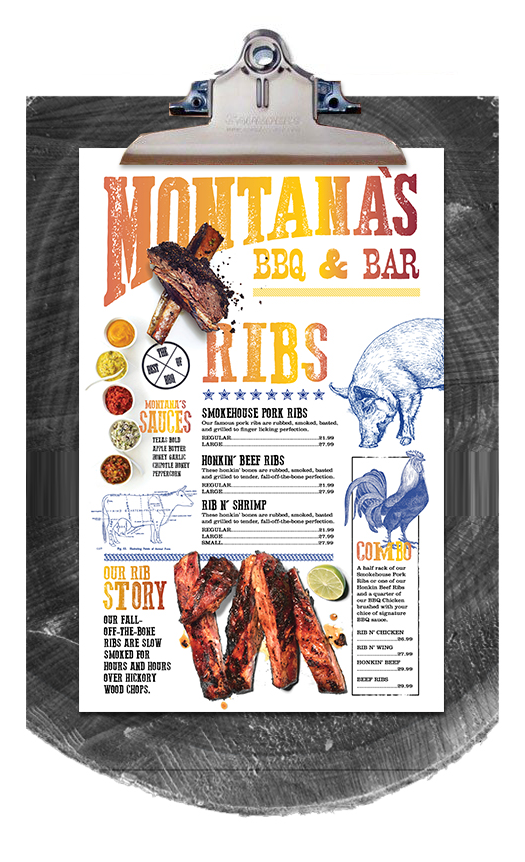 MONTANA'S
BBQ & BAR
RIBS
THE
BEST OF
BBQ
MONTANA'S
SAUCES
TEXAS BOLD
APPLE BUTTER
HONEY GARLIC
CHIPOTLE HONEY
PEPPERCORN
SMOKEHOUSE PORK RIBS
Our famous pork ribs are rubbed, smoked, basted,
and grilled to finger licking perfection.
REGULAR 21.99
LARGE 27.99
HONKIN' BEEF RIBS
These honkin' bones are rubbed, smoked, basted
and grilled to tender, fall-off-the-bone perfection.
REGULAR 21.99
LARGE 27.99
RIB N' SHRIMP
These honkin' bones are rubbed, smoked, basted
and grilled to tender, fall-off-the-bone perfection.
REGULAR 21.99
LARGE 27.99
SMALL 27.99
COMBO
A half rack of our
Smokehouse Pork
Ribs or one of our
Honkin Beef Ribs
and a quarter of
our BBQ Chicken
brushed with your
chice of signature
BBQ sauce.
RIB N' CHICKEN
26.99
RIB N' WING
27.99
HONKIN' BEEF
29.99
BEEF RIBS
29.99
OUR RIB
STORY
OUR FALL-
OFF-THE-BONE
RIBS ARE SLOW
SMOKED FOR
HOURS AND HOURS
OVER HICKORY
WOOD CHOPS.